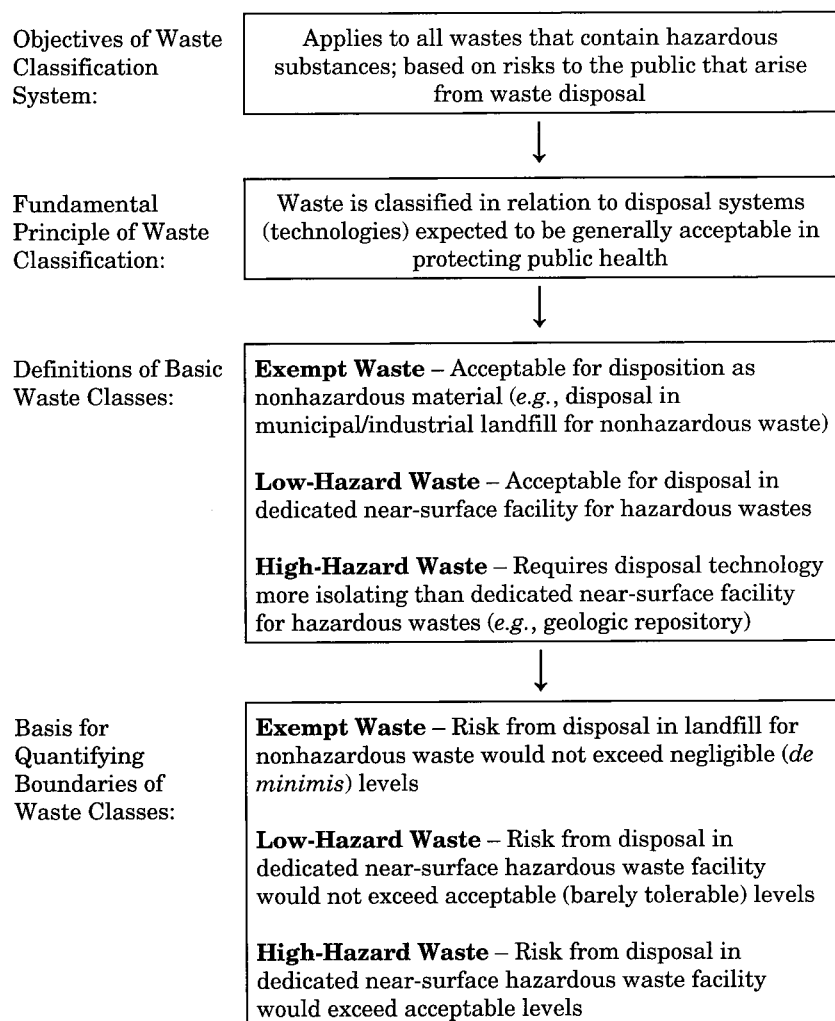 Objectives of Waste
Classification
System:
Applies to all wastes that contain hazardous
substances; based on risks to the public that arise
from waste disposal
Fundamental
Principle of Waste
Classification:
Waste is classified in relation to disposal systems
(technologies) expected to be generally acceptable in
protecting public health
Definitions of Basic
Waste Classes:
Exempt Waste – Acceptable for disposition as
nonhazardous material (e.g., disposal in
municipal/industrial landfill for nonhazardous waste)
Low-Hazard Waste – Acceptable for disposal in
dedicated near-surface facility for hazardous wastes
High-Hazard Waste – Requires disposal technology
more isolating than dedicated near-surface facility
for hazardous wastes (e.g., geologic repository)
Basis for
Quantifying
Boundaries of
Waste Classes:
Exempt Waste – Risk from disposal in landfill for
nonhazardous waste would not exceed negligible (de
minimis) levels
Low-Hazard Waste – Risk from disposal in
dedicated near-surface hazardous waste facility
would not exceed acceptable (barely tolerable) levels
High-Hazard Waste – Risk from disposal in
dedicated near-surface hazardous waste facility
would exceed acceptable levels